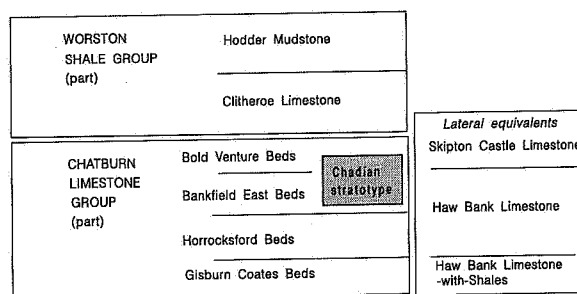 WORSTON
SHALE GROUP
(part)
Hodder Mudstone
Clitheroe Limestone
CHATBURN
LIMESTONE
GROUP
(part)
Bold Venture Beds
Bankfield East Beds
Horrocksford Beds
Gisburn Coates Beds
Chadian
stratotype
Lateral equivalents
Skipton Castle Limestone
Haw Bank Limestone
Haw Bank Limestone
-with-Shales